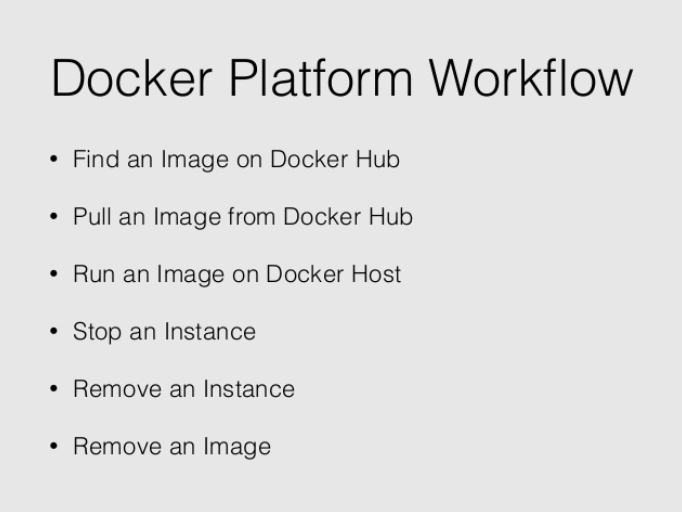 Docker Platform Workflow
• Find an Image on Docker Hub
• Pull an Image from Docker Hub
• Run an Image on Docker Host
• Stop an Instance
• Remove an Instance
• Remove an Image